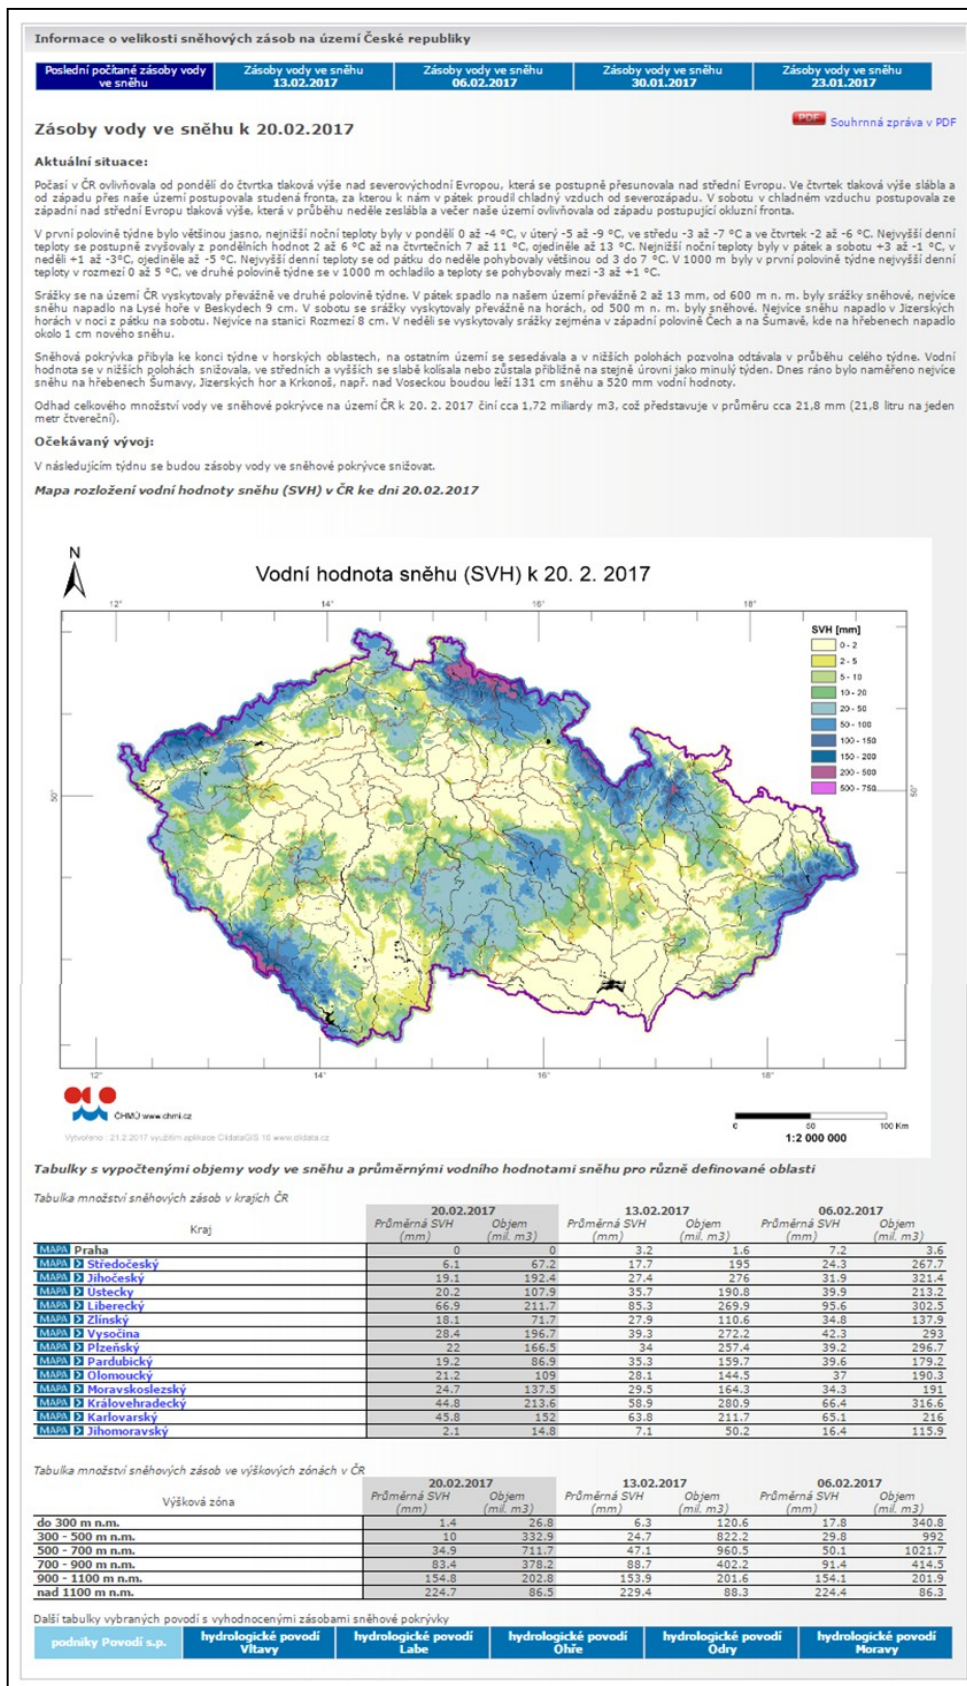 Informace o velikosti sněhových zásob na území České republiky
Poslední počítané zásoby vody ve sněhu
Zásoby vody ve sněhu 13.02.2017
Zásoby vody ve sněhu 06.02.2017
Zásoby vody ve sněhu 30.01.2017
Zásoby vody ve sněhu 23.01.2017
Zásoby vody ve sněhu k 20.02.2017
PDF Souhrnná zpráva v PDF
Aktuální situace:
Počasí v ČR ovlivňovala od pondělí do čtvrtka tlaková výše nad severovýchodní Evropou, která se postupně přesunovala nad střední Evropu. Ve čtvrtek tlaková výše slábla a
od západu přes naše území postupovala studená fronta, za kterou k nám v pátek proudil chladný vzduch od severozápadu. V sobotu v chladném vzduchu postupovala ze
západní nad střední Evropu tlaková výše, která v průběhu neděle zeslábla a večer naše území ovlivňovala od západu postupující okluzní fronta.
V první polovině týdne bylo většinou jasno, nejnižší noční teploty byly v pondělí 0 až -4 °C, v úterý -5 až -9 °C, ve středu -3 až -7 °C a ve čtvrtek -2 až -6 °C. Nejvyšší denní
teploty se postupně zvyšovaly z pondělních hodnot 2 až 6 °C až na čtvrtečních 7 až 11 °C, ojediněle až 13 °C. Nejnižší noční teploty byly v pátek a sobotu +3 až -1 °C, v
neděli +1 až -3°C, ojediněle až -5 °C. Nejvyšší denní teploty se od pátku do neděle pohybovaly většinou od 3 do 7 °C. V 1000 m byly v první polovině týdne nejvyšší denní
teploty v rozmezí 0 až 5 °C, ve druhé polovině týdne se v 1000 m ochladilo a teploty se pohybovaly mezi -3 až +1 °C.
Srážky se na území ČR vyskytovaly převážně ve druhé polovině týdne. V pátek spadlo na našem území převážně 2 až 13 mm, od 600 m n. m. byly srážky sněhové, nejvíce
sněhu napadlo na Lysé hoře v Beskydech 9 cm. V sobotu se srážky vyskytovaly převážně na horách, od 500 m n. m. byly sněhové. Nejvíce sněhu napadlo v Jizerských
horách v noci z pátku na sobotu. Nejvíce na stanici Rozmezí 8 cm. V neděli se vyskytovaly srážky zejména v západní polovině Čech a na Šumavě, kde na hřebenech napadlo
okolo 1 cm nového sněhu.
Sněhová pokrývka přibyla ke konci týdne v horských oblastech, na ostatním území se sesedávala a v nižších polohách pozvolna odtávala v průběhu celého týdne. Vodní
hodnota se v nižších polohách snižovala, ve středních a vyšších se slabě kolísala nebo zůstala přibližně na stejné úrovni jako minulý týden. Dnes ráno bylo naměřeno nejvíce
sněhu na hřebenech Šumavy, Jizerských hor a Krkonoš, např. nad Voseckou boudou leží 131 cm sněhu a 520 mm vodní hodnoty.
Odhad celkového množství vody ve sněhové pokrývce na území ČR k 20. 2. 2017 činí cca 1,72 miliardy m3, což představuje v průměru cca 21,8 mm (21,8 litru na jeden
metr čtvereční).
Očekávaný vývoj:
V následujícím týdnu se budou zásoby vody ve sněhové pokrývce snižovat.
Mapa rozložení vodní hodnoty sněhu (SVH) v ČR ke dni 20.02.2017
N
Vodní hodnota sněhu (SVH) k 20. 2. 2017
12° 14° 16° 18°
SVH [mm]
0 - 2
2 - 5
5 - 10
10 - 20
20 - 50
50 - 100
100 - 150
150 - 200
200 - 500
500 - 750
50° 50°
12° 14° 16° 18°
ČHMÚ www.chmi.cz
Vytvořeno : 21.2.2017 využitím aplikace ClidataGIS 16 www.clidata.cz
0 50 100 Km
1:2 000 000
Tabulky s vypočtenými objemy vody ve sněhu a průměrnými vodního hodnotami sněhu pro různě definované oblasti
Tabulka množství sněhových zásob v krajích ČR
20.02.2017 13.02.2017 06.02.2017
Kraj Průměrná SVH (mm) Objem (mil. m3) Průměrná SVH (mm) Objem (mil. m3) Průměrná SVH (mm) Objem (mil. m3)
MAPA Praha 0 0 3.2 1.6 7.2 3.6
MAPA Středočeský 6.1 67.2 17.7 195 24.3 267.7
MAPA Jihočeský 19.1 192.4 27.4 276 31.9 321.4
MAPA Ústecky 20.2 107.9 35.7 190.8 39.9 213.2
MAPA Liberecký 66.9 211.7 85.3 269.9 95.6 302.5
MAPA Zlínský 18.1 71.7 27.9 110.6 34.8 137.9
MAPA Vysočina 28.4 196.7 39.3 272.2 42.3 293
MAPA Plzeňský 22 166.5 34 257.4 39.2 296.7
MAPA Pardubický 19.2 86.9 35.3 159.7 39.6 179.2
MAPA Olomoucký 21.2 109 28.1 144.5 37 190.3
MAPA Moravskoslezský 24.7 137.5 29.5 164.3 34.3 191
MAPA Královehradecký 44.8 213.6 58.9 280.9 66.4 316.6
MAPA Karlovarský 45.8 152 63.8 211.7 65.1 216
MAPA Jihomoravský 2.1 14.8 7.1 50.2 16.4 115.9
Tabulka množství sněhových zásob ve výškových zónách v ČR
20.02.2017 13.02.2017 06.02.2017
Výšková zóna Průměrná SVH (mm) Objem (mil. m3) Průměrná SVH (mm) Objem (mil. m3) Průměrná SVH (mm) Objem (mil. m3)
do 300 m n.m. 1.4 26.8 6.3 120.6 17.8 340.8
300 - 500 m n.m. 10 332.9 24.7 822.2 29.8 992
500 - 700 m n.m. 34.9 711.7 47.1 960.5 50.1 1021.7
700 - 900 m n.m. 83.4 378.2 88.7 402.2 91.4 414.5
900 - 1100 m n.m. 154.8 202.8 153.9 201.6 154.1 201.9
nad 1100 m n.m. 224.7 86.5 229.4 88.3 224.4 86.3
Další tabulky vybraných povodí s vyhodnocenými zásobami sněhové pokrývky
podniky Povodí s.p.
hydrologické povodí Vltavy
hydrologické povodí Labe
hydrologické povodí Ohře
hydrologické povodí Odry
hydrologické povodí Moravy